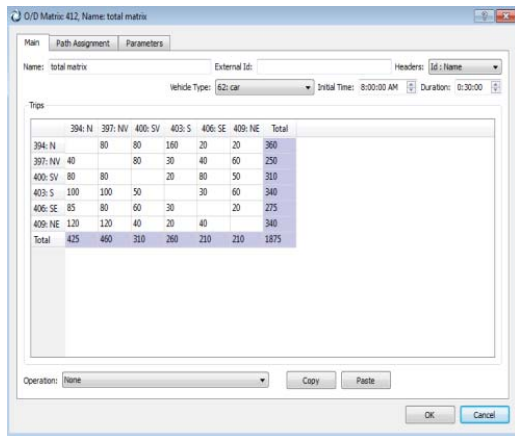 O/D Matrix: 412, Name: total matrix
Main Path Assignment Parameters
Name: total matrix External Id: Headers: Id : Name
Vehicle Type: 62: car Initial Time: 8:00:00 AM Duration: 0:30:00
Trips
394: N 397: NV 400: SV 403: S 406: SE 409: NE Total
394: N 80 80 160 20 20 360
397: NV 40 80 30 40 60 250
400: SV 80 80 20 80 50 310
403: S 100 100 50 30 60 340
406: SE 85 80 60 30 20 275
409: NE 120 120 40 20 40 340
Total 425 460 310 260 210 210 1875
Operation: None Copy Paste
OK Cancel